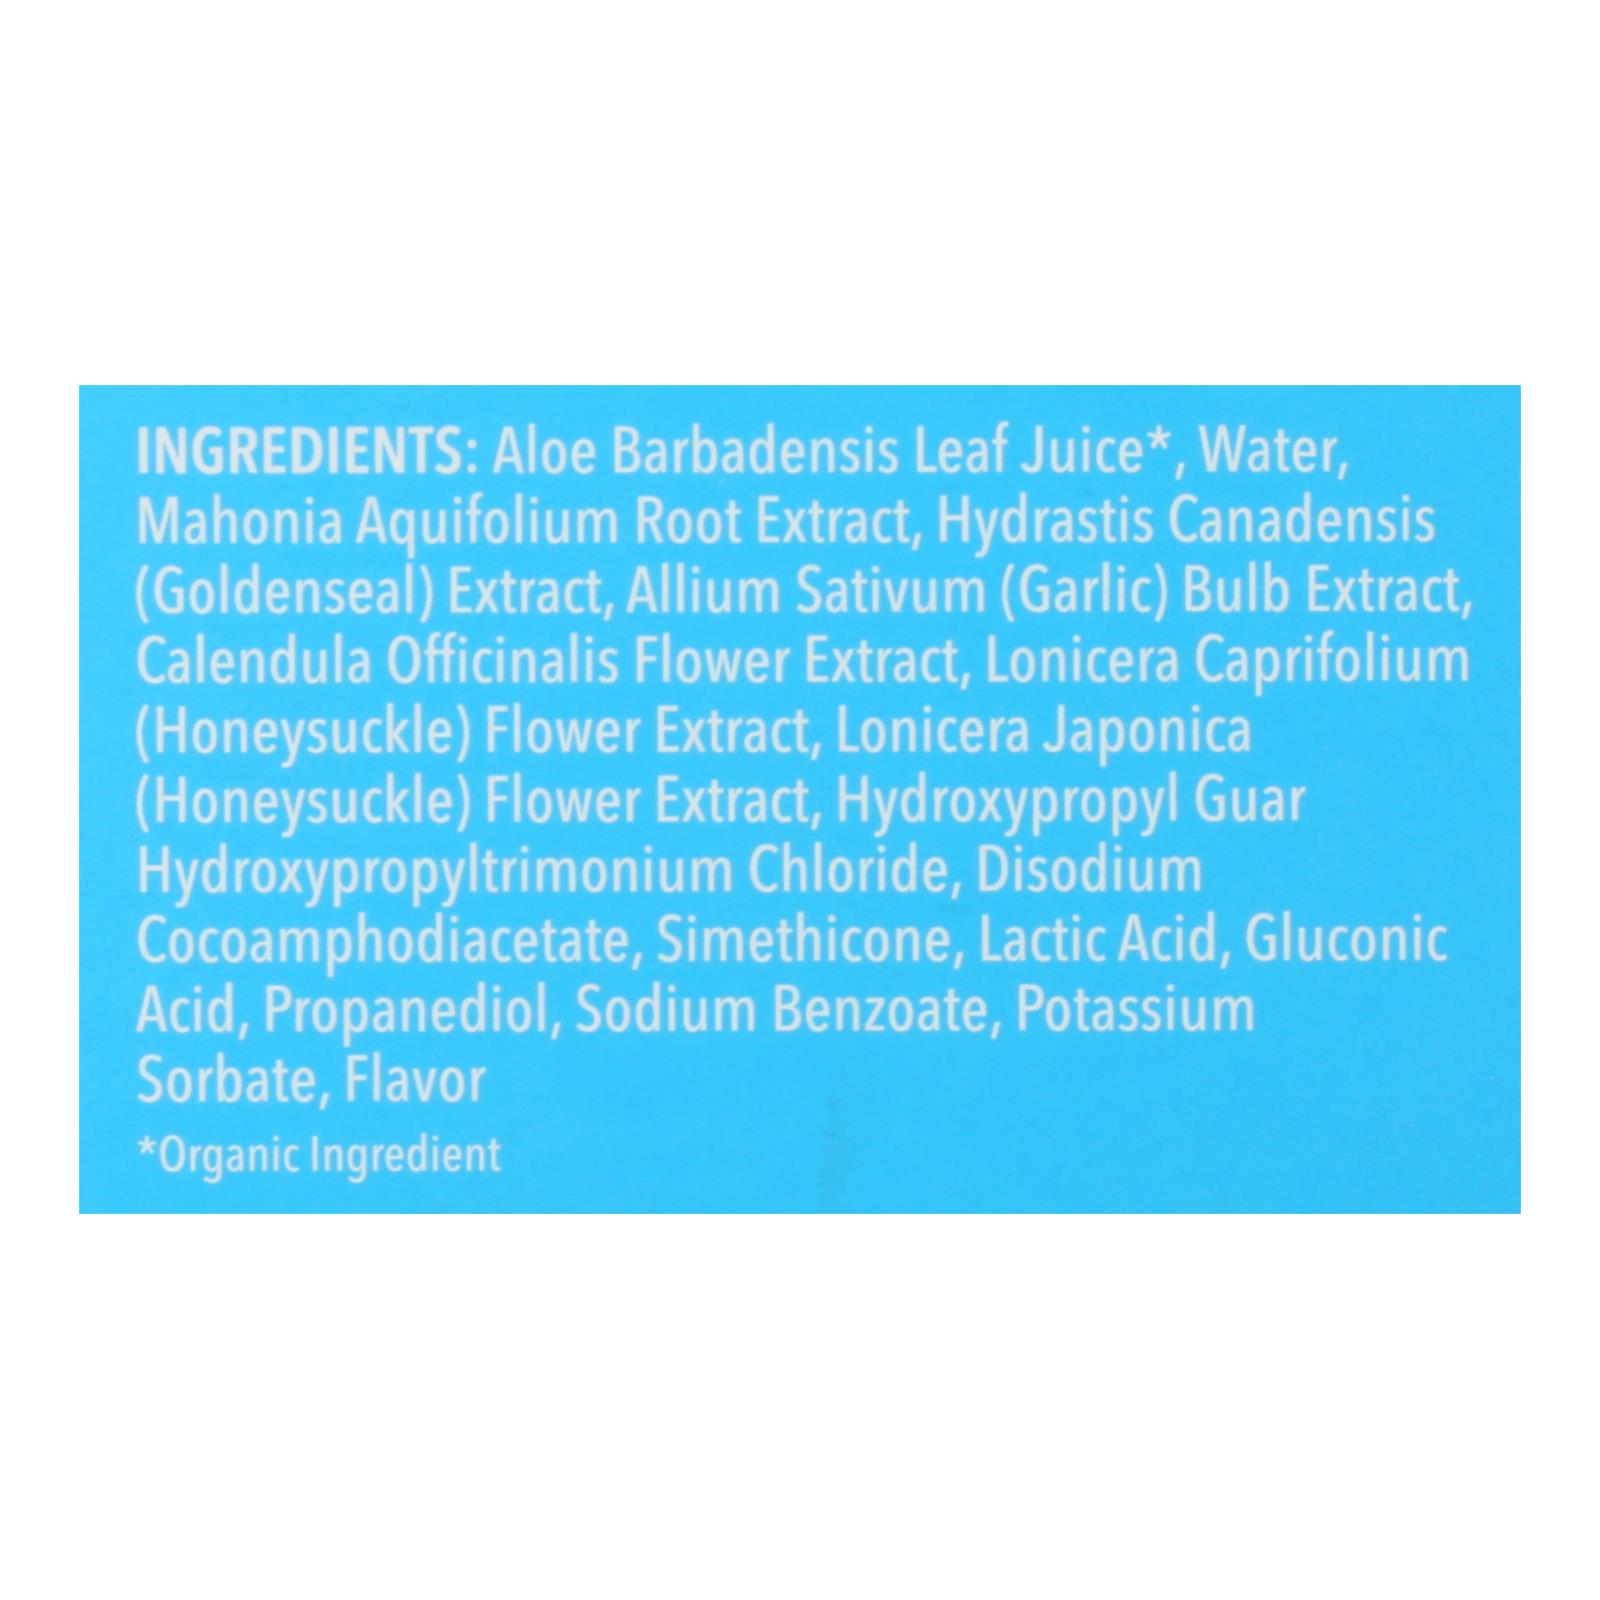 INGREDIENTS: Aloe Barbadensis Leaf Juice*, Water,
Mahonia Aquifolium Root Extract, Hydrastis Canadensis
(Goldenseal) Extract, Allium Sativum (Garlic) Bulb Extract,
Calendula Officinalis Flower Extract, Lonicera Caprifolium
(Honeysuckle) Flower Extract, Lonicera Japonica
(Honeysuckle) Flower Extract, Hydroxypropyl Guar
Hydroxypropyltrimonium Chloride, Disodium
Cocoamphodiacetate, Simethicone, Lactic Acid, Gluconic
Acid, Propanediol, Sodium Benzoate, Potassium
Sorbate, Flavor
*Organic Ingredient